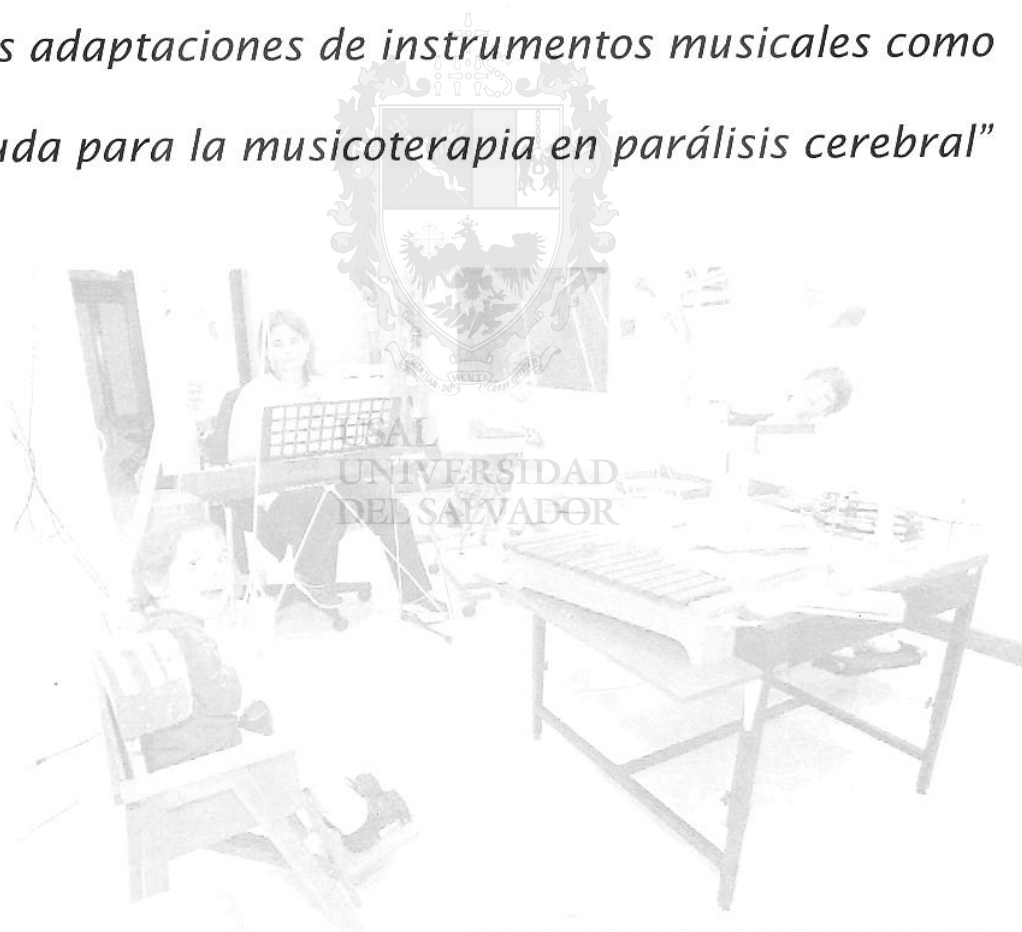 s adaptaciones de instrumentos musicales como
uda para la musicoterapia en parálisis cerebral”
USAL
UNIVERSIDAD
DEL SALVADOR